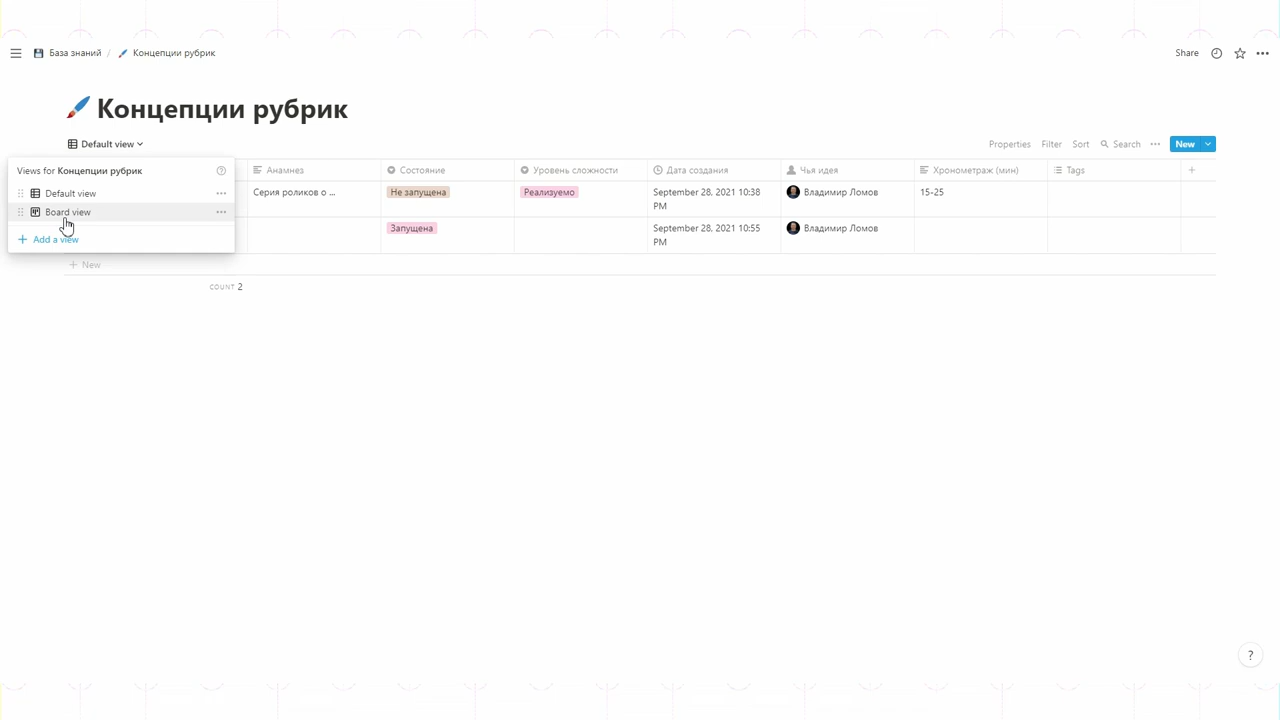 База знаний / Концепции рубрик
Share
Концепции рубрик
Default view
Properties Filter Sort Search New
Views for Концепции рубрик
Default view
Board view
Add a view
Анамнез Состояние Уровень сложности Дата создания Чья идея Хронометраж (мин) Tags
Серия роликов о ... Не запущена Реализуемо September 28, 2021 10:38 PM Владимир Ломов 15-25
Запущена September 28, 2021 10:55 PM Владимир Ломов
+ New
COUNT 2
?